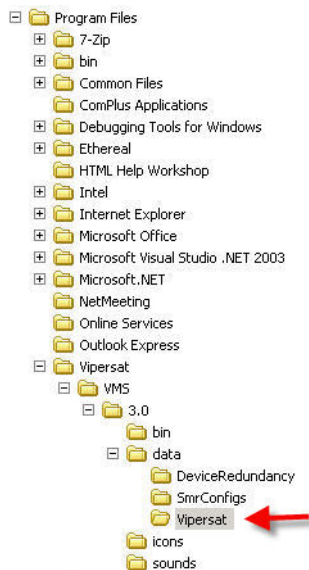 Program Files
7-Zip
bin
Common Files
ComPlus Applications
Debugging Tools for Windows
Ethereal
HTML Help Workshop
Intel
Internet Explorer
Microsoft Office
Microsoft Visual Studio .NET 2003
Microsoft.NET
NetMeeting
Online Services
Outlook Express
Vipersat
VMS
3.0
bin
data
DeviceRedundancy
SmrConfigs
Vipersat
icons
sounds